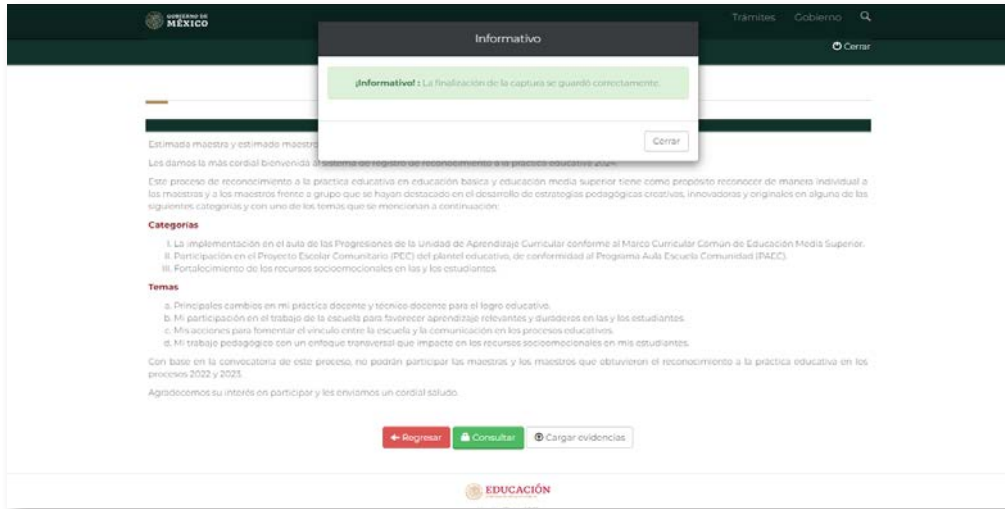 GOBIERNO DE
MÉXICO
Trámites Gobierno
Cerrar
Informativo
¡Informativo! : La finalización de la captura se guardó correctamente.
Cerrar
Estimada maestra y estimado maestro
Les damos la más cordial bienvenida al sistema de registro de reconocimiento a la práctica educativa 2024.
Este proceso de reconocimiento a la práctica educativa en educación básica y educación media superior tiene como propósito reconocer de manera individual a
las maestras y a los maestros frente a grupo que se hayan destacado en el desarrollo de estrategias pedagógicas creativas, innovadoras y originales en alguna de las
siguientes categorías y con uno de los temas que se mencionan a continuación:
Categorías
I. La implementación en el aula de las Progresiones de la Unidad de Aprendizaje Curricular conforme al Marco Curricular Común de Educación Media Superior.
II. Participación en el Proyecto Escolar Comunitario (PEC) del plantel educativo, de conformidad al Programa Aula Escuela Comunidad (PAEC).
III. Fortalecimiento de los recursos socioemocionales en las y los estudiantes.
Temas
a. Principales cambios en mi práctica docente y técnico docente para el logro educativo.
b. Mi participación en el trabajo de la escuela para favorecer aprendizaje relevantes y duraderos en las y los estudiantes.
c. Mis acciones para fomentar el vínculo entre la escuela y la comunicación en los procesos educativos.
d. Mi trabajo pedagógico con un enfoque transversal que impacte en los recursos socioemocionales en mis estudiantes.
Con base en la convocatoria de este proceso, no podrán participar las maestras y los maestros que obtuvieron el reconocimiento a la práctica educativa en los
procesos 2022 y 2023.
Agradecemos su interés en participar y les enviamos un cordial saludo.
Regresar Consultar Cargar evidencias
EDUCACIÓN